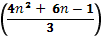 (4n² + 6n − 1 / 3)